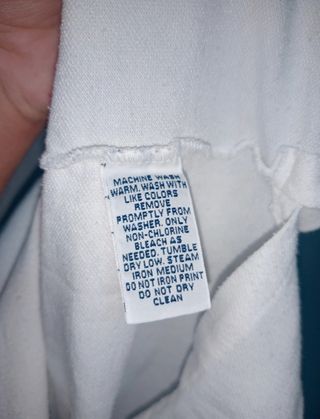 MACHINE WASH
WARM. WASH WITH
LIKE COLORS
REMOVE
PROMPTLY FROM
WASHER. ONLY
NON-CHLORINE
BLEACH AS
NEEDED. TUMBLE
DRY LOW. STEAM
IRON MEDIUM
DO NOT IRON PRINT
DO NOT DRY
CLEAN